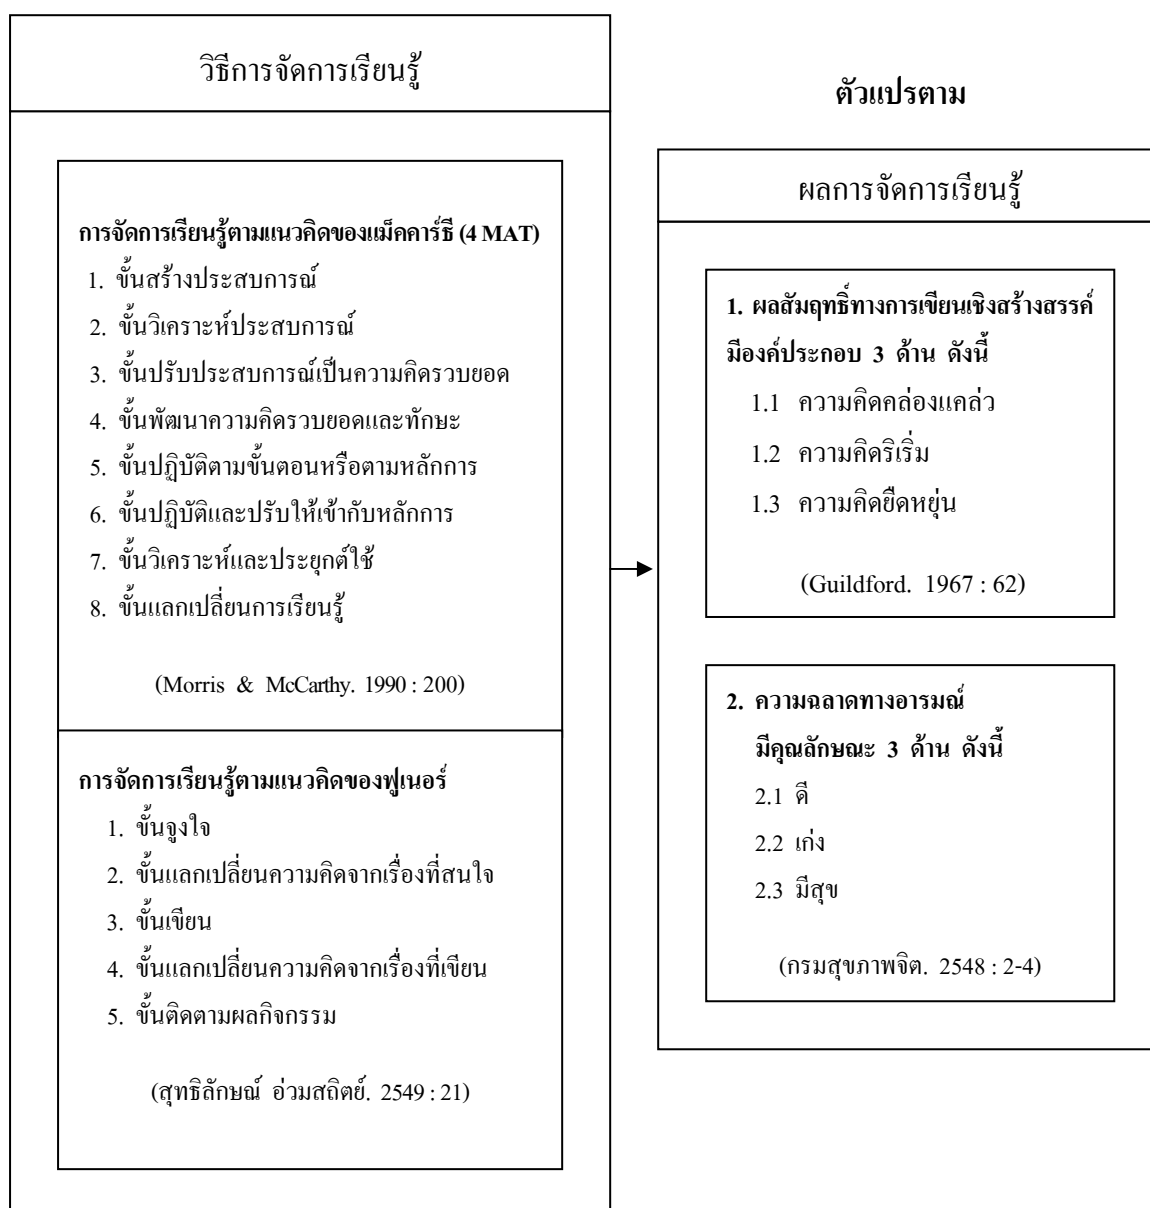 วิธีการจัดการเรียนรู้
การจัดการเรียนรู้ตามแนวคิดของแม็คคาร์ธี (4 MAT)
1. ขั้นสร้างประสบการณ์
2. ขั้นวิเคราะห์ประสบการณ์
3. ขั้นปรับประสบการณ์เป็นความคิดรวบยอด
4. ขั้นพัฒนาความคิดรวบยอดและทักษะ
5. ขั้นปฏิบัติตามขั้นตอนหรือตามหลักการ
6. ขั้นปฏิบัติและปรับให้เข้ากับหลักการ
7. ขั้นวิเคราะห์และประยุกต์ใช้
8. ขั้นแลกเปลี่ยนการเรียนรู้
(Morris & McCarthy. 1990 : 200)
การจัดการเรียนรู้ตามแนวคิดของฟูเนอร์
1. ขั้นจูงใจ
2. ขั้นแลกเปลี่ยนความคิดจากเรื่องที่สนใจ
3. ขั้นเขียน
4. ขั้นแลกเปลี่ยนความคิดจากเรื่องที่เขียน
5. ขั้นติดตามผลกิจกรรม
(สุทธิลักษณ์ อ่วมสถิตย์. 2549 : 21)
ตัวแปรตาม
ผลการจัดการเรียนรู้
1. ผลสัมฤทธิ์ทางการเขียนเชิงสร้างสรรค์
มีองค์ประกอบ 3 ด้าน ดังนี้
1.1 ความคิดคล่องแคล่ว
1.2 ความคิดริเริ่ม
1.3 ความคิดยืดหยุ่น
(Guildford. 1967 : 62)
2. ความฉลาดทางอารมณ์
มีคุณลักษณะ 3 ด้าน ดังนี้
2.1 ดี
2.2 เก่ง
2.3 มีสุข
(กรมสุขภาพจิต. 2548 : 2-4)